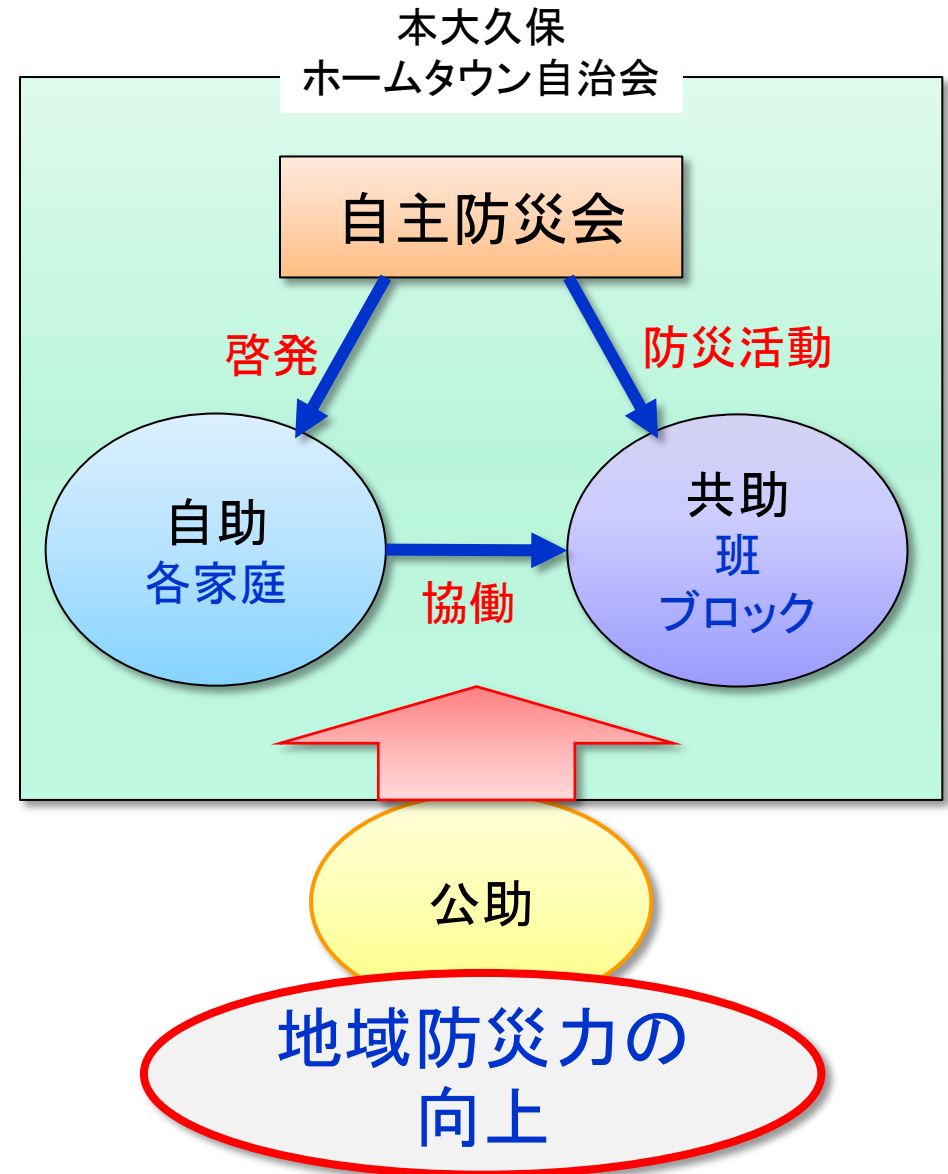 本大久保
ホームタウン自治会
自主防災会
啓発
防災活動
自助
各家庭
共助
班
ブロック
協働
公助
地域防災力の
向上